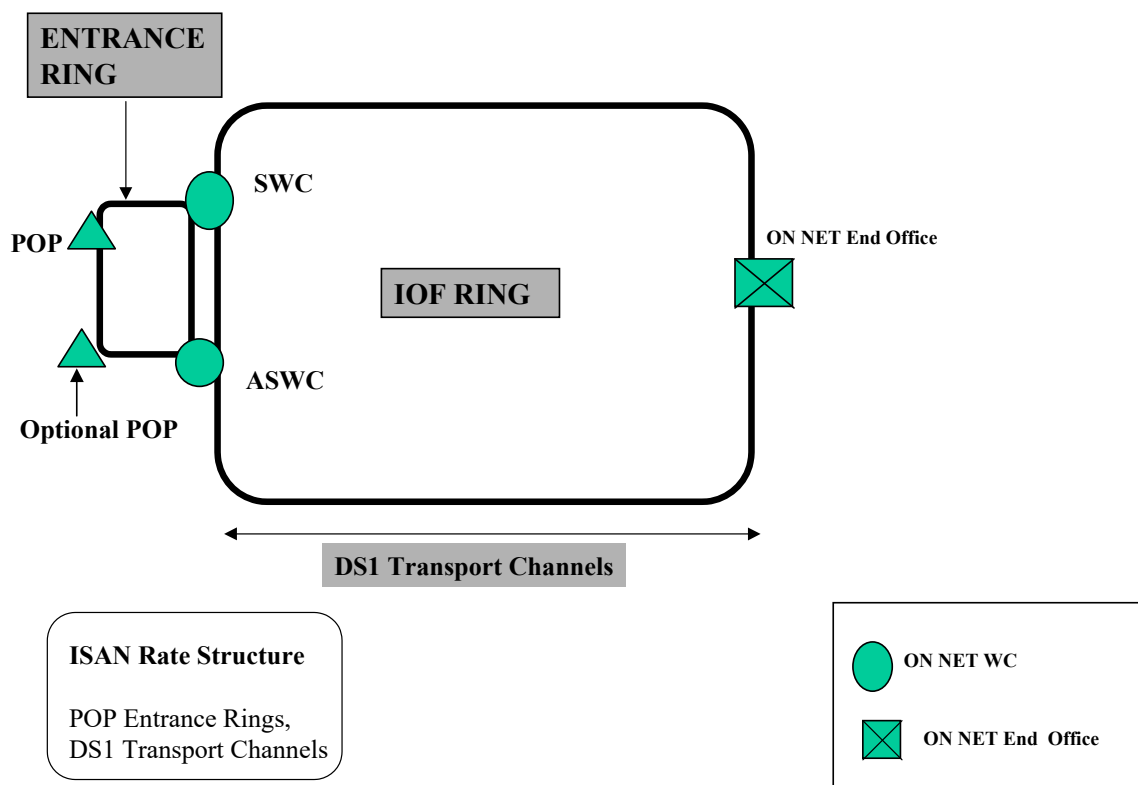 ENTRANCE
RING
SWC
POP
ON NET End Office
IOF RING
ASWC
Optional POP
DS1 Transport Channels
ISAN Rate Structure
POP Entrance Rings,
DS1 Transport Channels
ON NET WC
ON NET End Office